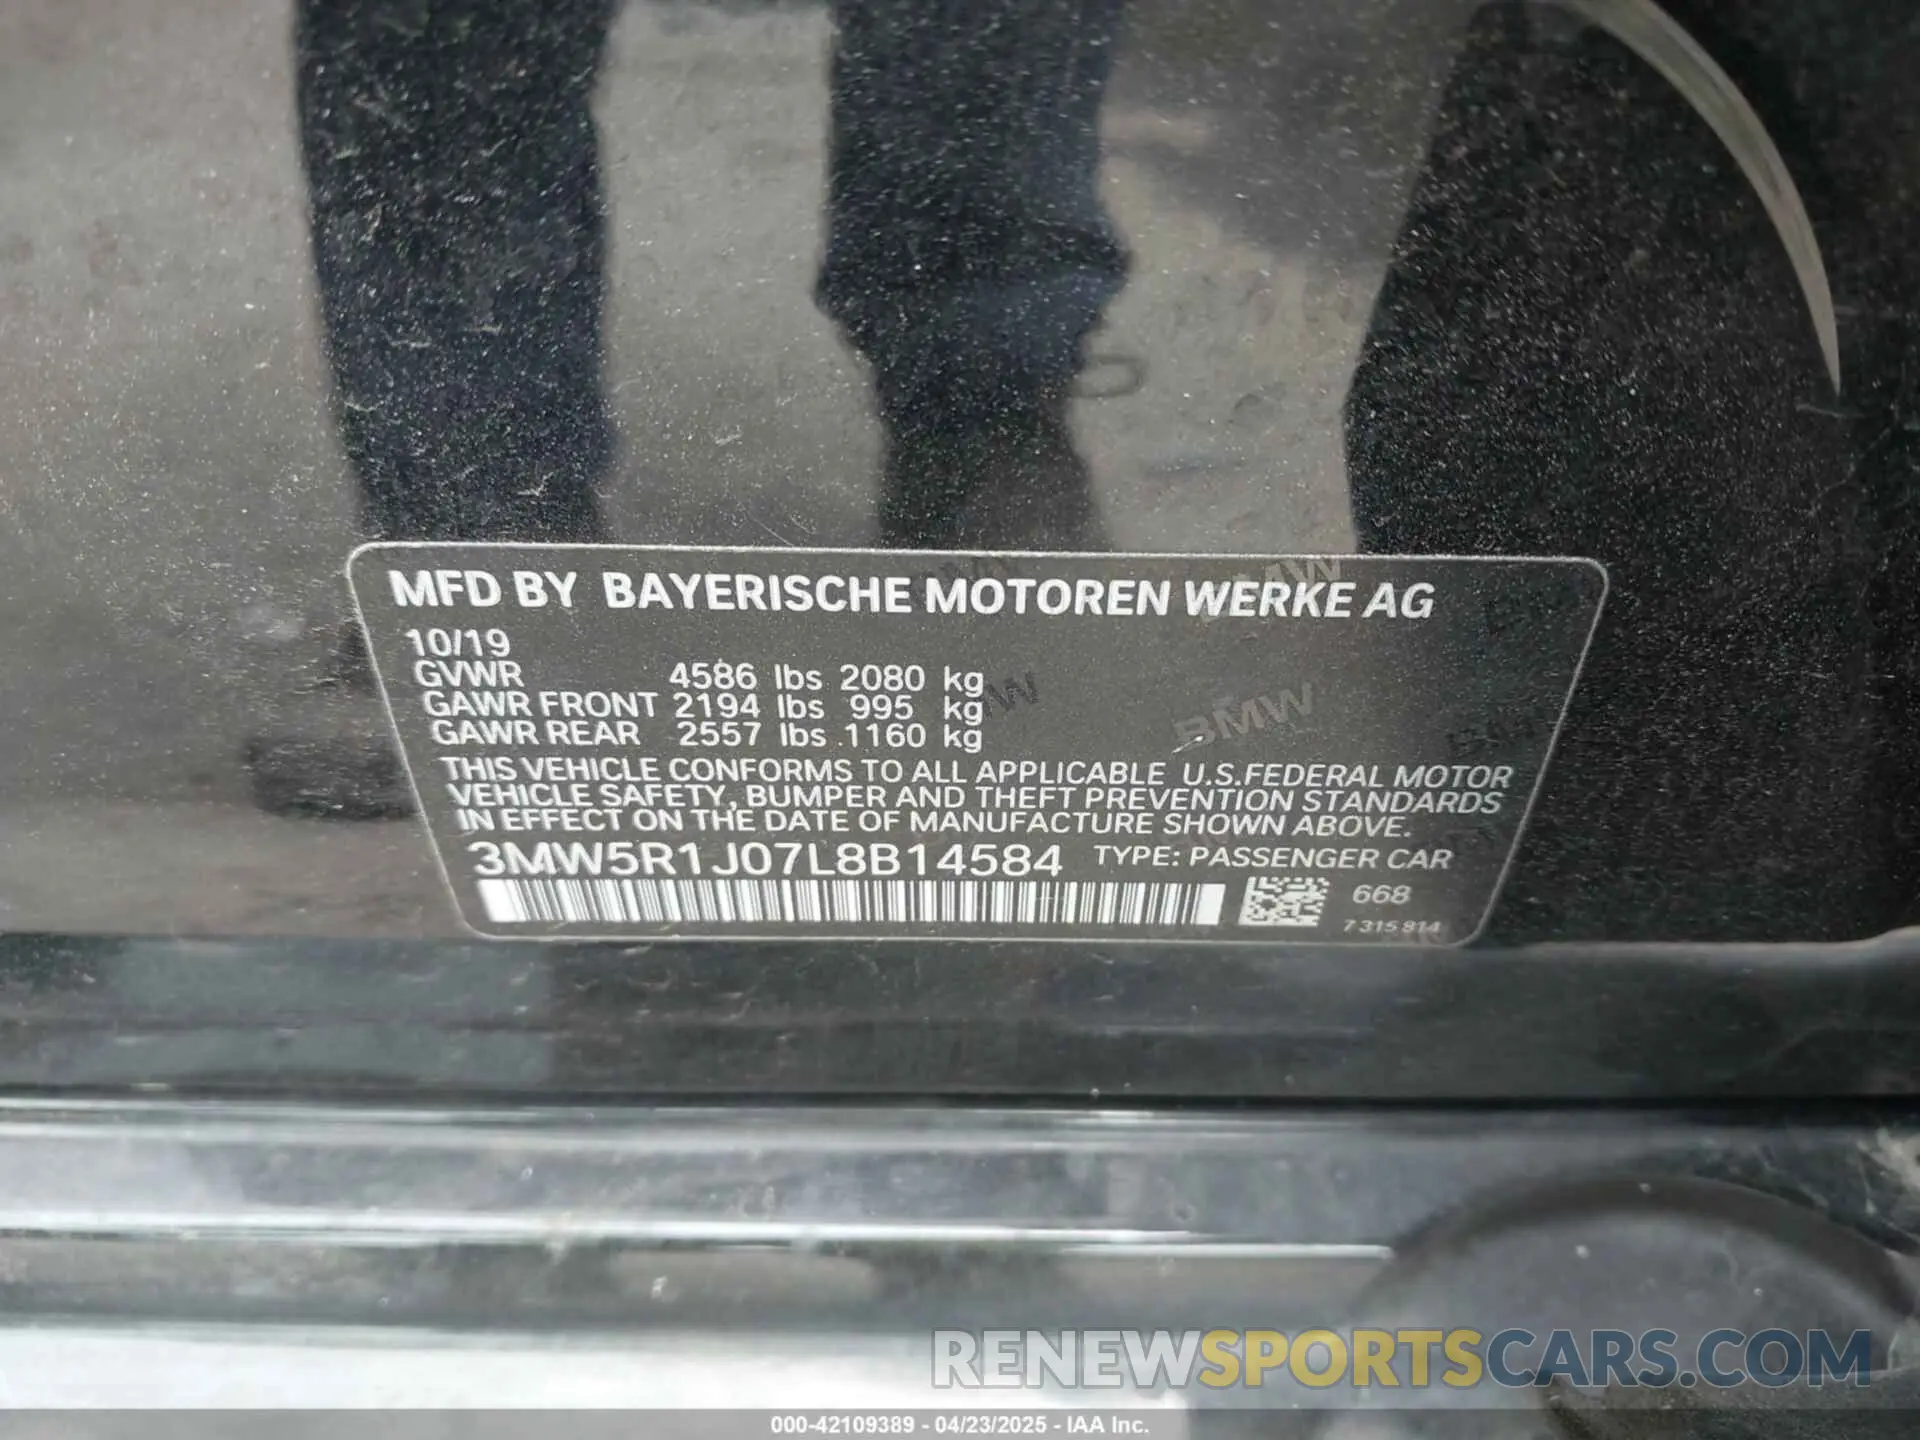 MFD BY BAYERISCHE MOTOREN WERKE AG
10/19
GVWR 4586 lbs 2080 kg
GAWR FRONT 2194 lbs 995 kg
GAWR REAR 2557 lbs 1160 kg
THIS VEHICLE CONFORMS TO ALL APPLICABLE U.S.FEDERAL MOTOR
VEHICLE SAFETY, BUMPER AND THEFT PREVENTION STANDARDS
IN EFFECT ON THE DATE OF MANUFACTURE SHOWN ABOVE.
3MW5R1J07L8B14584 TYPE: PASSENGER CAR
668
7 315 814
BMW
RENEWSPORTSCARS.COM
000-42109389 - 04/23/2025 - IAA Inc.